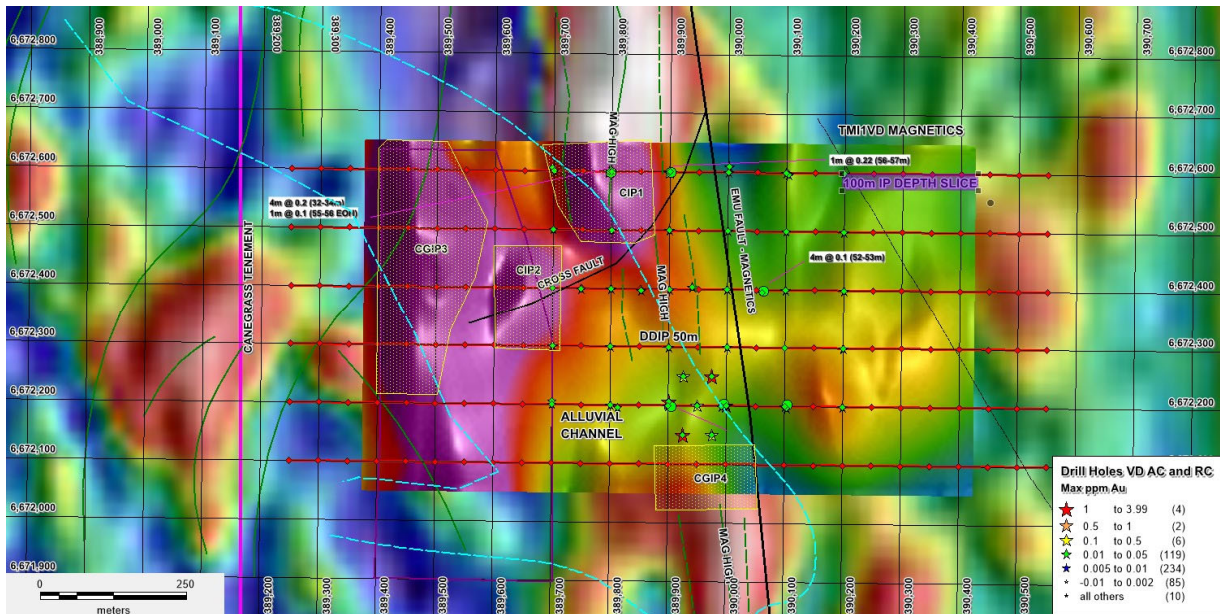 388,900
389,000
389,100
389,200
389,300
389,400
389,500
389,600
389,700
389,800
389,900
390,000
390,100
390,200
390,300
390,400
390,500
390,600
390,700
6,672,800
6,672,800
6,672,700
6,672,700
TMI1VD MAGNETICS
MAG HIGH
6,672,600
1m @ 0.22 (56-57m)
6,672,600
CIP1
100m IP DEPTH SLICE
4m @ 0.2 (32-34m)
1m @ 0.1 (55-56 EOH)
6,672,500
6,672,500
CANEGRASS TENEMENT
CGIP3
CIP2
CROSS FAULT
MAG HIGH
EMU FAULT - MAGNETICS
4m @ 0.1 (52-53m)
6,672,400
6,672,400
6,672,300
DDIP 50m
6,672,300
6,672,200
6,672,200
ALLUVIAL
CHANNEL
6,672,100
6,672,100
CGIP4
6,672,000
MAG HIGH
6,671,900
Drill Holes VD AC and RC
Max ppm Au
1 to 3.99 (4)
0.5 to 1 (2)
0.1 to 0.5 (6)
0.01 to 0.05 (119)
0.005 to 0.01 (234)
-0.01 to 0.002 (85)
all others (10)
0 250
meters
389,200
389,300
389,400
389,500
389,600
389,700
389,800
389,900
390,000
390,100
390,200
390,300
390,400
390,500